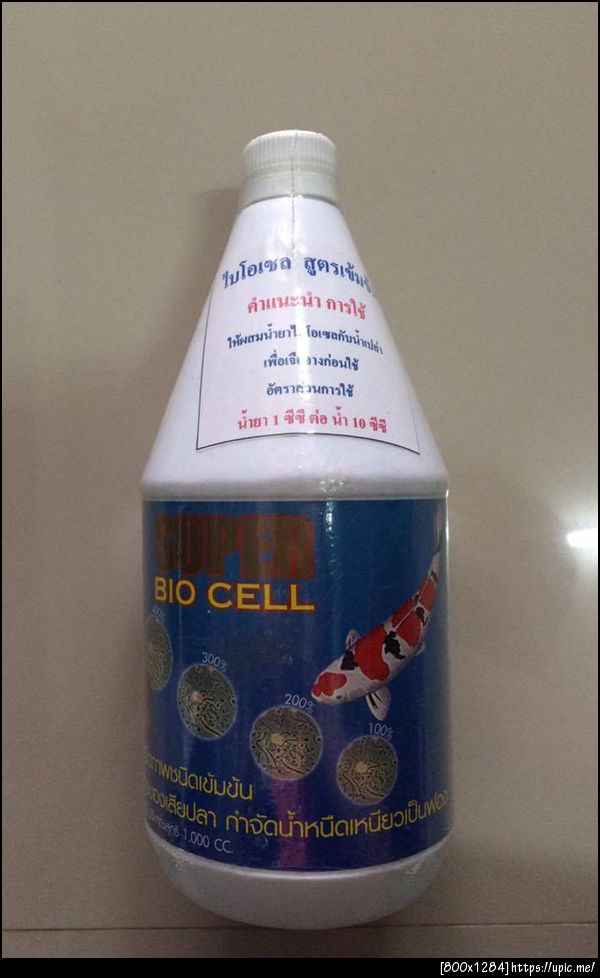 ไบโอเซล สูตรเข้มข้น
คำแนะนำ การใช้
ให้ผสมน้ำยาไบโอเซลกับน้ำเปล่า
เพื่อเจือจางก่อนใช้
อัตราส่วนการใช้
น้ำยา 1 ซีซี ต่อ น้ำ 10 ซีซี
SUPER
BIO CELL
300%
200%
100%
ชนิดเข้มข้น
ของเสียปลา กำจัดน้ำหนืดเหนียวเป็นฟอง
1,000 CC.
[800x1284]https://upic.me/